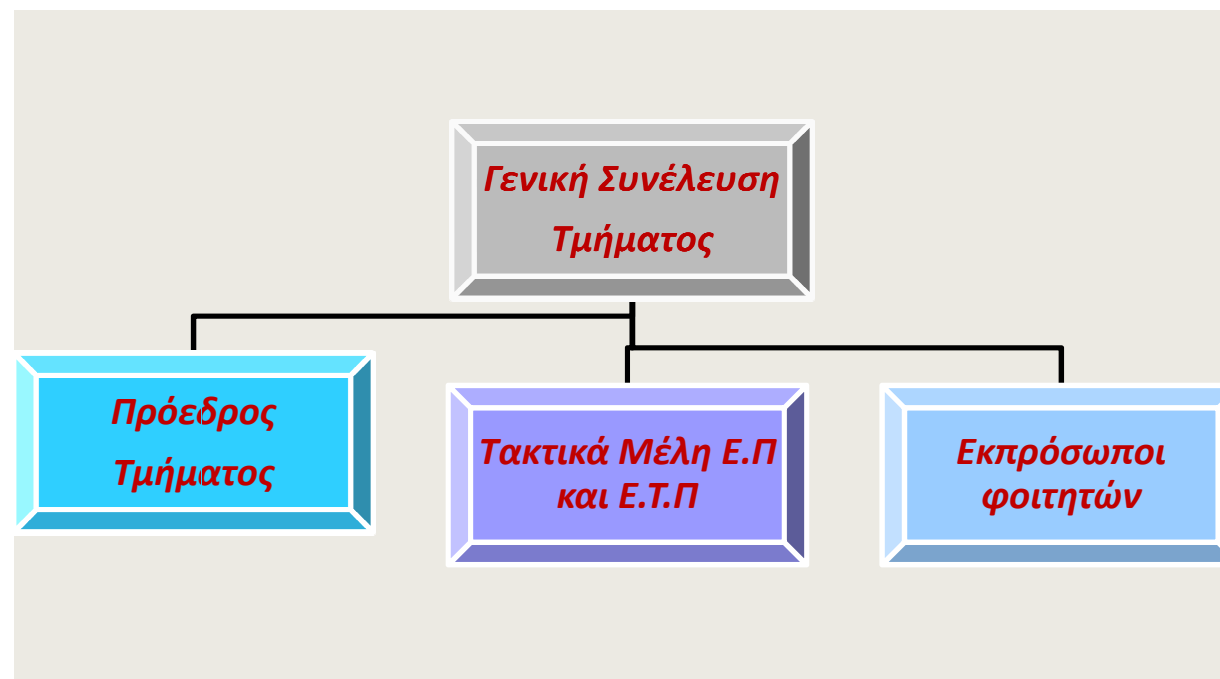 Γενική Συνέλευση
Τμήματος
Πρόεδρος
Τμήματος
Τακτικά Μέλη Ε.Π
και Ε.Τ.Π
Εκπρόσωποι
φοιτητών